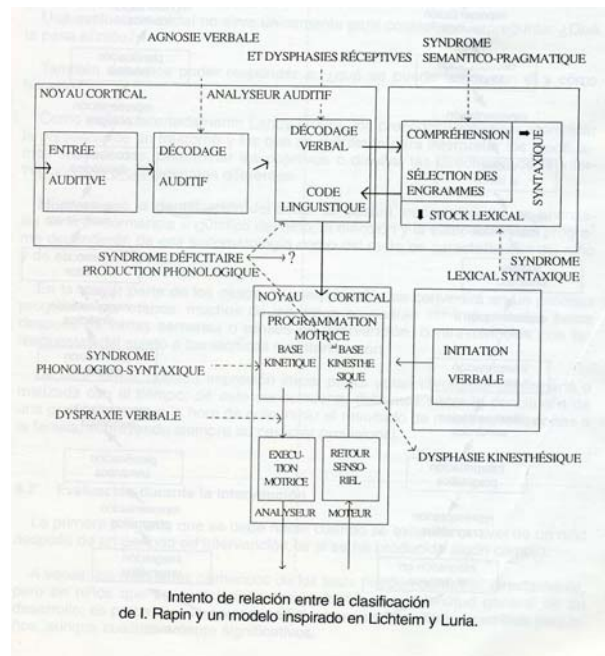 AGNOSIE VERBALE
SYNDROME
SEMANTICO-PRAGMATIQUE
ET DYSPHASIES RÉCEPTIVES
NOYAU CORTICAL
ANALYSEUR AUDITIF
ENTRÉE
AUDITIVE
DÉCODAGE
AUDITIF
DÉCODAGE
VERBAL
CODE
LINGUISTIQUE
COMPRÉHENSION
SÉLECTION DES
ENGRAMMES
STOCK LEXICAL
SYNTAXIQUE
SYNDROME DÉFICITAIRE
PRODUCTION PHONOLOGIQUE
?
SYNDROME
LEXICAL SYNTAXIQUE
NOYAU CORTICAL
PROGRAMMATION
MOTRICE
BASE
KINETIQUE
BASE
KINESTHE
SIQUE
INITIATION
VERBALE
SYNDROME
PHONOLOGICO-SYNTAXIQUE
DYSPRAXIE VERBALE
DYSPHASIE KINESTHÉSIQUE
EXECU-
TION
MOTRICE
RETOUR
SENSO-
RIEL
ANALYSEUR
MOTEUR
Intento de relación entre la clasificación
de I. Rapin y un modelo inspirado en Lichteim y Luria.